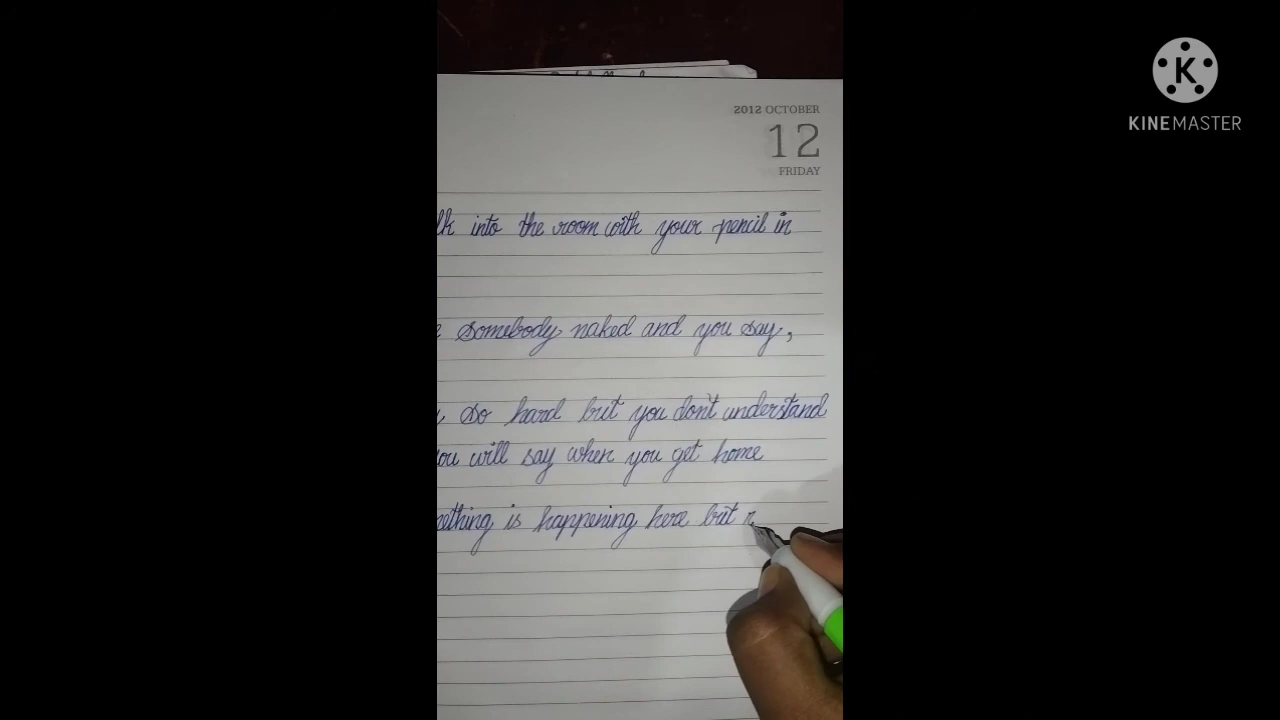 2012 OCTOBER
12
FRIDAY
lk into the room with your pencil in
e somebody naked and you say,
so hard but you don't understand
ou will say when you get home
mething is happening here but
K
KINEMASTER